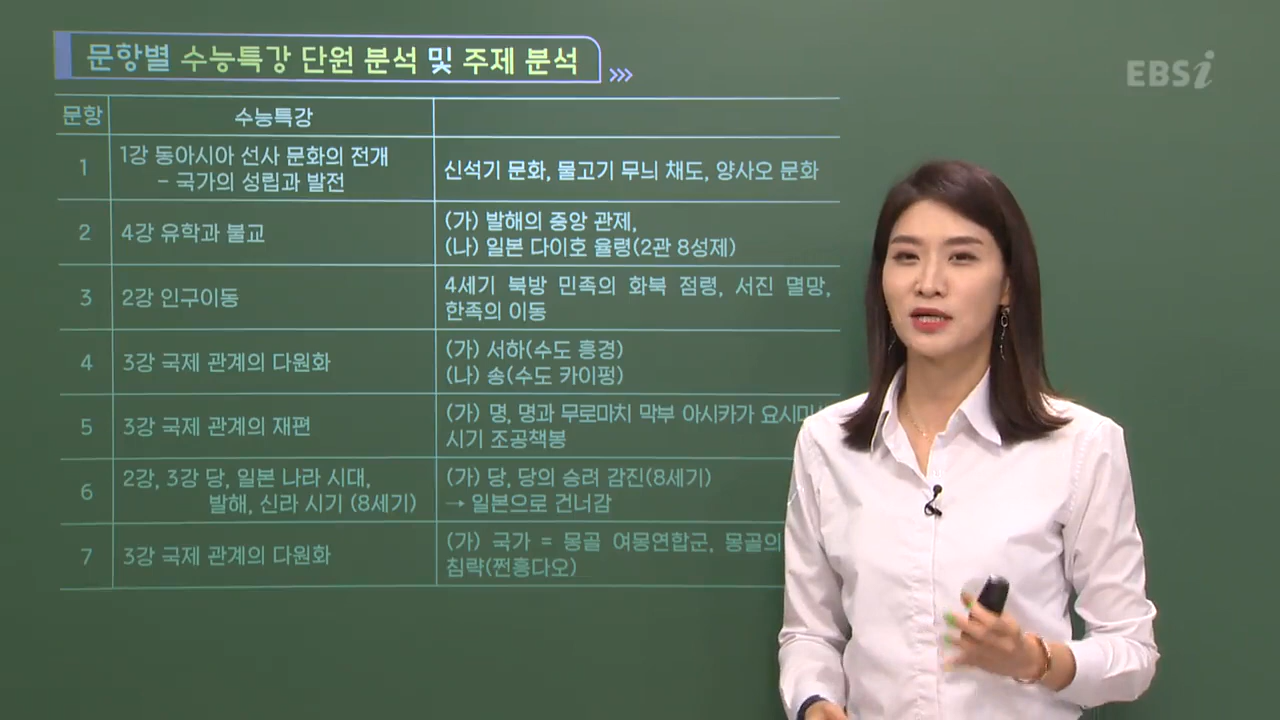 문항별 수능특강 단원 분석 및 주제 분석
EBSi
문항
수능특강
1
1강 동아시아 선사 문화의 전개
- 국가의 성립과 발전
신석기 문화, 물고기 무늬 채도, 양사오 문화
2
4강 유학과 불교
(가) 발해의 중앙 관제,
(나) 일본 다이호 율령(2관 8성제)
3
2강 인구이동
4세기 북방 민족의 화북 점령, 서진 멸망,
한족의 이동
4
3강 국제 관계의 다원화
(가) 서하(수도 흥경)
(나) 송(수도 카이펑)
5
3강 국제 관계의 재편
(가) 명, 명과 무로마치 막부 아시카가
시기 조공책봉
6
2강, 3강 당, 일본 나라 시대,
발해, 신라 시기 (8세기)
(가) 당, 당의 승려 감진(8세기)
→ 일본으로 건너감
7
3강 국제 관계의 다원화
(가) 국가 = 몽골 여몽연합군, 몽골의
침략(쩐흥다오)